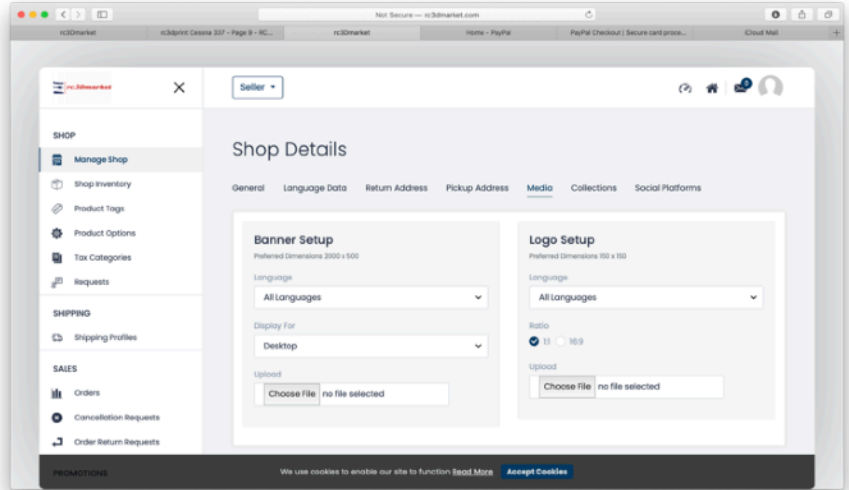 Not Secure — rc3dmarket.com
rc3Dmarket
rc3dprint Cessna 337 - Page 9 - RC...
rc3Dmarket
Home - PayPal
PayPal Checkout | Secure card proce...
iCloud Mail
rc3Dmarket
Seller
0
SHOP
Manage Shop
Shop Inventory
Product Tags
Product Options
Tax Categories
Requests
SHIPPING
Shipping Profiles
SALES
Orders
Cancellation Requests
Order Return Requests
PROMOTIONS
Shop Details
General Language Data Return Address Pickup Address Media Collections Social Platforms
Banner Setup
Preferred Dimensions 2000 x 500
Language
All Languages
Display For
Desktop
Upload
Choose File no file selected
Logo Setup
Preferred Dimensions 150 x 150
Language
All Languages
Ratio
1:1 16:9
Upload
Choose File no file selected
We use cookies to enable our site to function Read More Accept Cookies